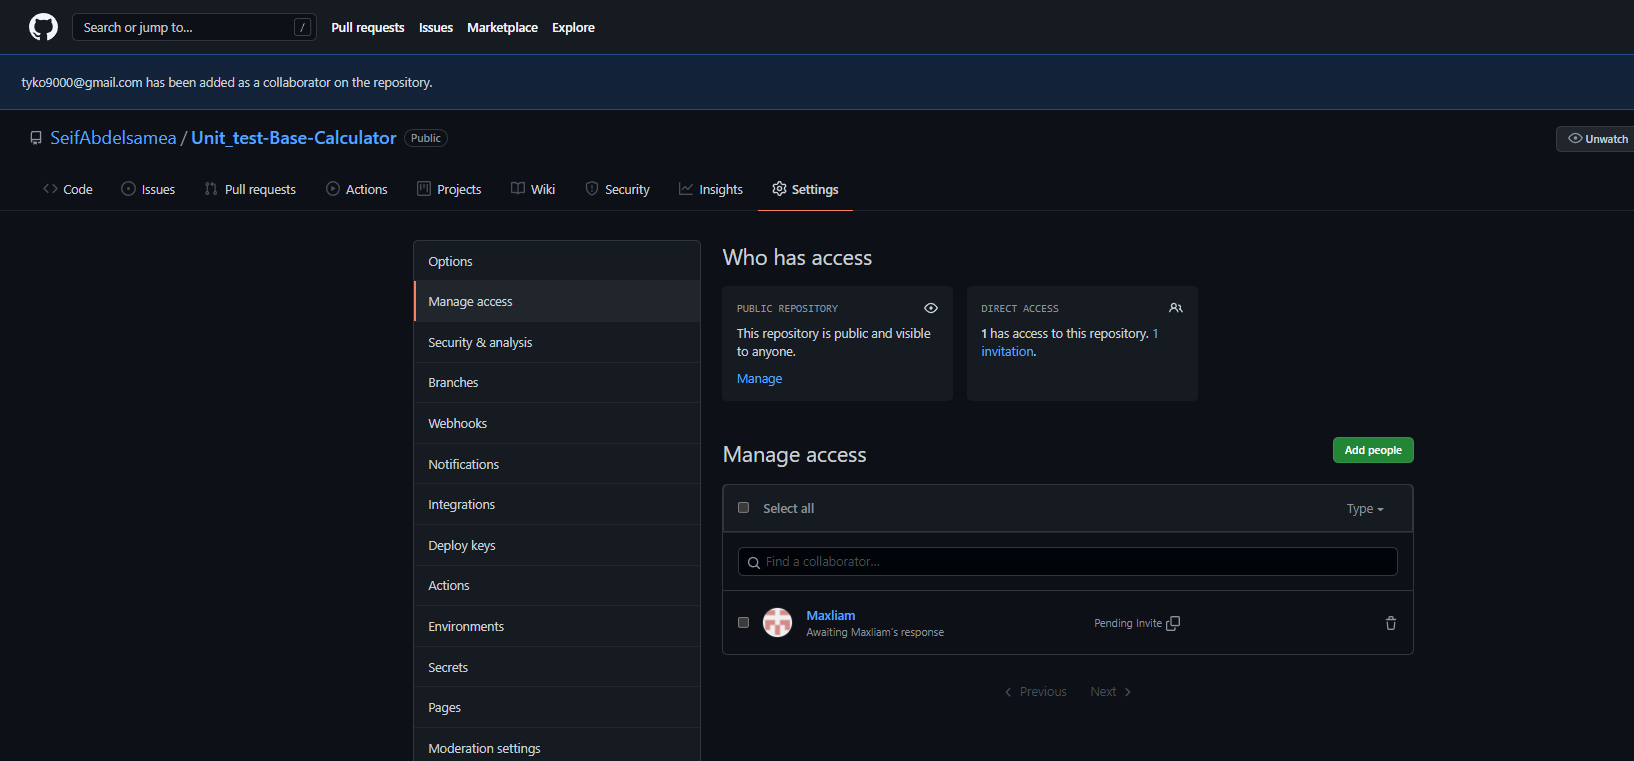 Search or jump to... /
Pull requests Issues Marketplace Explore
tyko9000@gmail.com has been added as a collaborator on the repository.
SeifAbdelsamea / Unit_test-Base-Calculator Public
Unwatch
Code Issues Pull requests Actions Projects Wiki Security Insights Settings
Options
Manage access
Security & analysis
Branches
Webhooks
Notifications
Integrations
Deploy keys
Actions
Environments
Secrets
Pages
Moderation settings
Who has access
PUBLIC REPOSITORY
This repository is public and visible
to anyone.
Manage
DIRECT ACCESS
1 has access to this repository. 1
invitation.
Manage access
Add people
Select all Type
Find a collaborator...
Maxliam
Awaiting Maxliam's response
Pending Invite
Previous Next